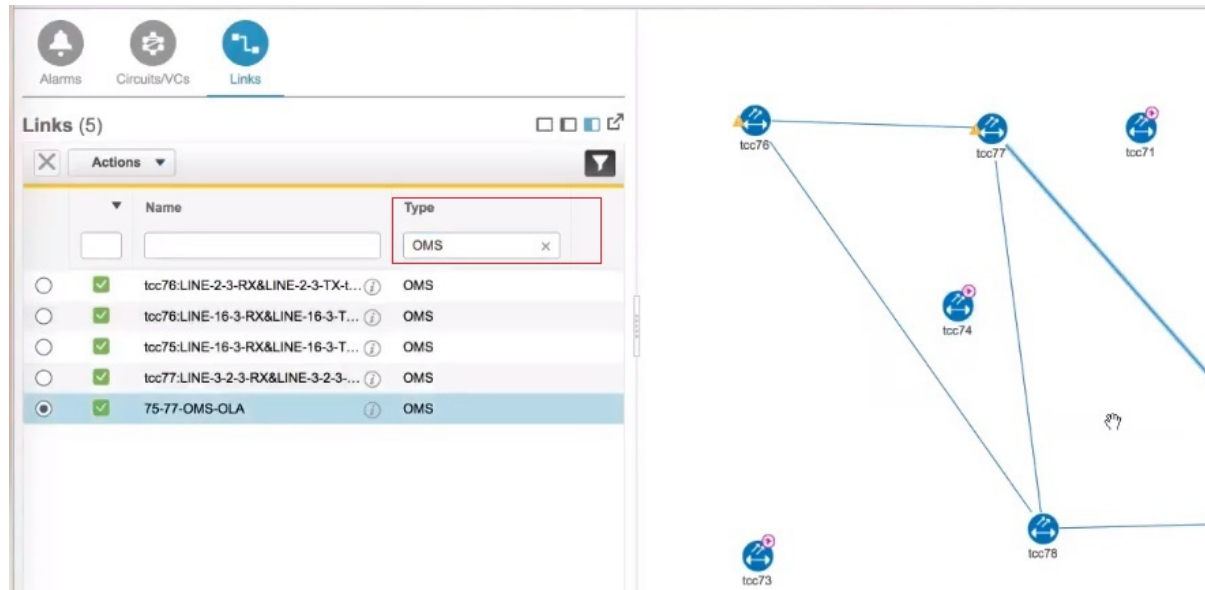 Alarms
Circuits/VCs
Links
Links (5)
Actions
Name
Type
OMS
tcc76:LINE-2-3-RX&LINE-2-3-TX-t... OMS
tcc76:LINE-16-3-RX&LINE-16-3-T... OMS
tcc75:LINE-16-3-RX&LINE-16-3-T... OMS
tcc77:LINE-3-2-3-RX&LINE-3-2-3-... OMS
75-77-OMS-OLA OMS
tcc76
tcc77
tcc71
tcc74
tcc78
tcc73